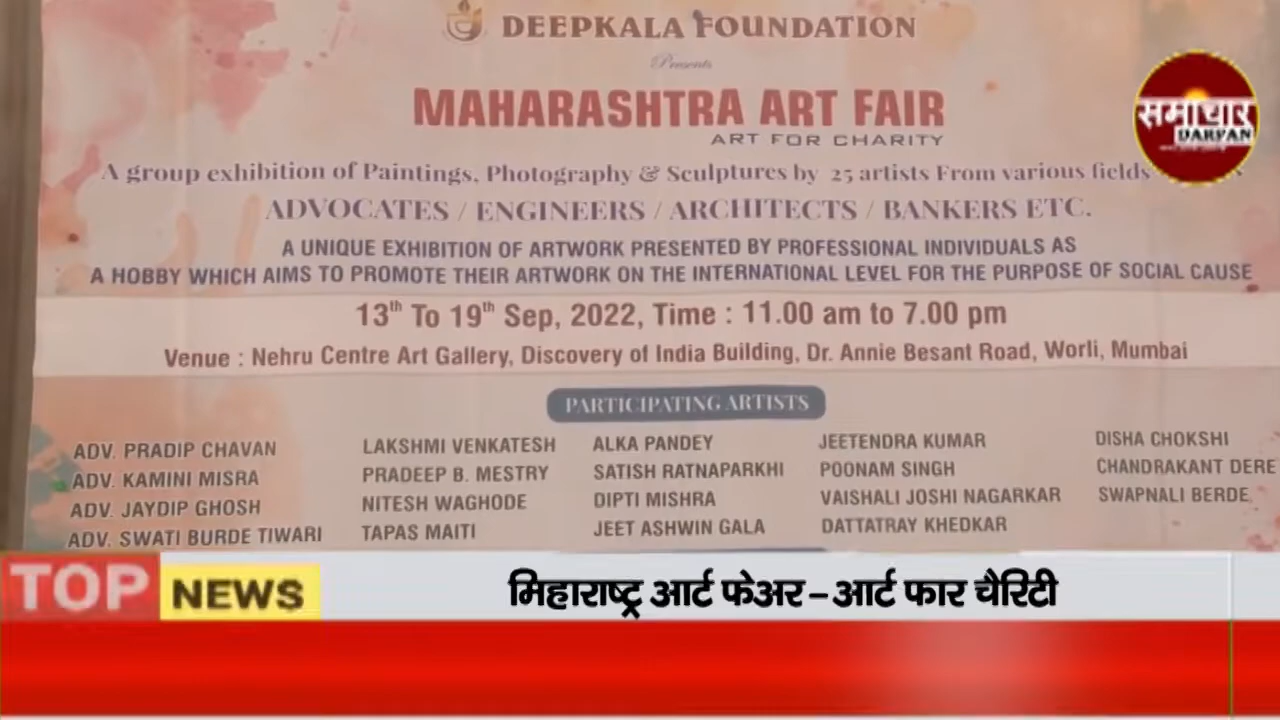 DEEPKALA FOUNDATION
Presents
MAHARASHTRA ART FAIR
ART FOR CHARITY
समाचार
DARPAN
A group exhibition of Paintings, Photography & Sculptures by 25 artists From various fields
ADVOCATES / ENGINEERS / ARCHITECTS / BANKERS ETC.
A UNIQUE EXHIBITION OF ARTWORK PRESENTED BY PROFESSIONAL INDIVIDUALS AS
A HOBBY WHICH AIMS TO PROMOTE THEIR ARTWORK ON THE INTERNATIONAL LEVEL FOR THE PURPOSE OF SOCIAL CAUSE
13th To 19th Sep, 2022, Time : 11.00 am to 7.00 pm
Venue : Nehru Centre Art Gallery, Discovery of India Building, Dr. Annie Besant Road, Worli, Mumbai
PARTICIPATING ARTISTS
ADV. PRADIP CHAVAN
ADV. KAMINI MISRA
ADV. JAYDIP GHOSH
ADV. SWATI BURDE TIWARI
LAKSHMI VENKATESH
PRADEEP B. MESTRY
NITESH WAGHODE
TAPAS MAITI
ALKA PANDEY
SATISH RATNAPARKHI
DIPTI MISHRA
JEET ASHWIN GALA
JEETENDRA KUMAR
POONAM SINGH
VAISHALI JOSHI NAGARKAR
DATTATRAY KHEDKAR
DISHA CHOKSHI
CHANDRAKANT DERE
SWAPNALI BERDE
TOP NEWS
मिहाराष्ट्र आर्ट फेअर – आर्ट फार चैरिटी